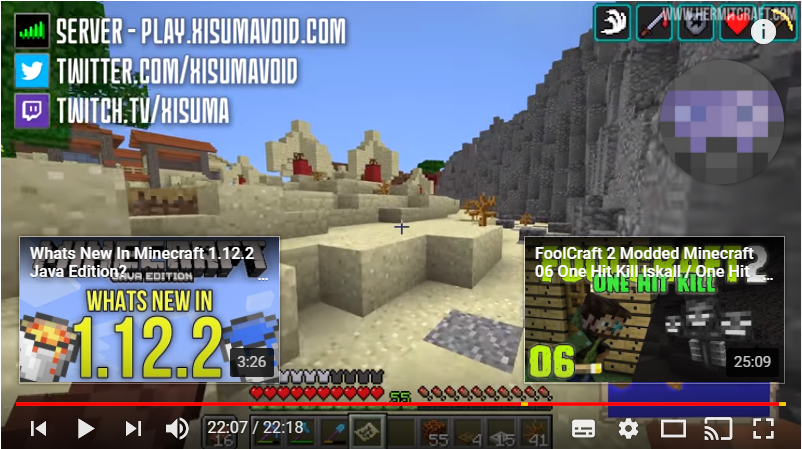 SERVER - PLAY.XISUMAVOID.COM
WWW.HERMITCRAFT.COM
TWITTER.COM/XISUMAVOID
TWITCH.TV/XISUMA
Whats New In Minecraft 1.12.2
Java Edition?
...
JAVA EDITION
WHATS NEW IN
1.12.2
3:26
FoolCraft 2 Modded Minecraft
06 One Hit Kill Iskall / One Hit ...
2
ONE HIT KILL
06
25:09
55
22:07 / 22:18
16
55
4
15
41